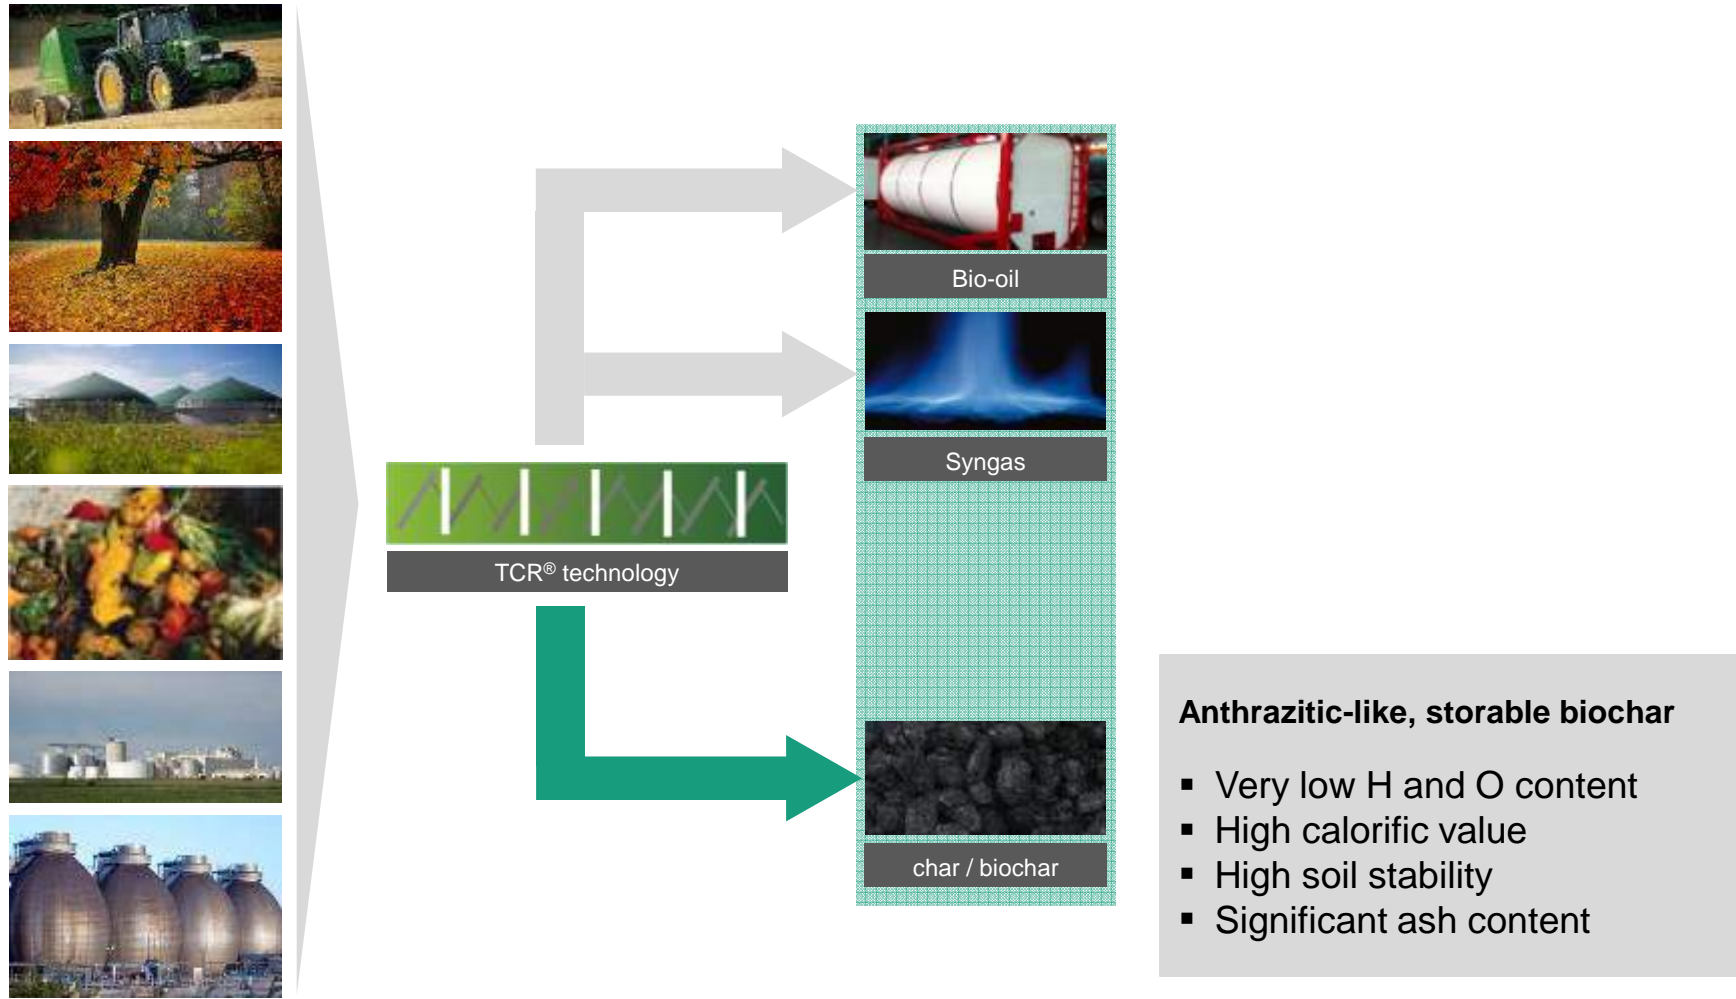 Bio-oil
Syngas
TCR® technology
char / biochar
Anthrazitic-like, storable biochar
▪ Very low H and O content
▪ High calorific value
▪ High soil stability
▪ Significant ash content